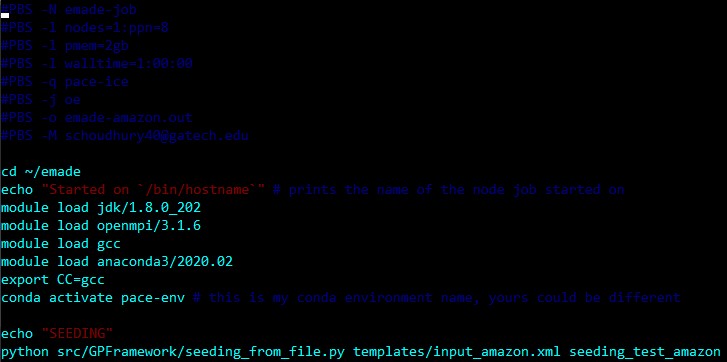 #PBS -N emade-job
#PBS -l nodes=1:ppn=8
#PBS -l pmem=2gb
#PBS -l walltime=1:00:00
#PBS -q pace-ice
#PBS -j oe
#PBS -o emade-amazon.out
#PBS -M schoudhury40@gatech.edu
cd ~/emade
echo "Started on `/bin/hostname`" # prints the name of the node job started on
module load jdk/1.8.0_202
module load openmpi/3.1.6
module load gcc
module load anaconda3/2020.02
export CC=gcc
conda activate pace-env # this is my conda environment name, yours could be different
echo "SEEDING"
python src/GPFramework/seeding_from_file.py templates/input_amazon.xml seeding_test_amazon